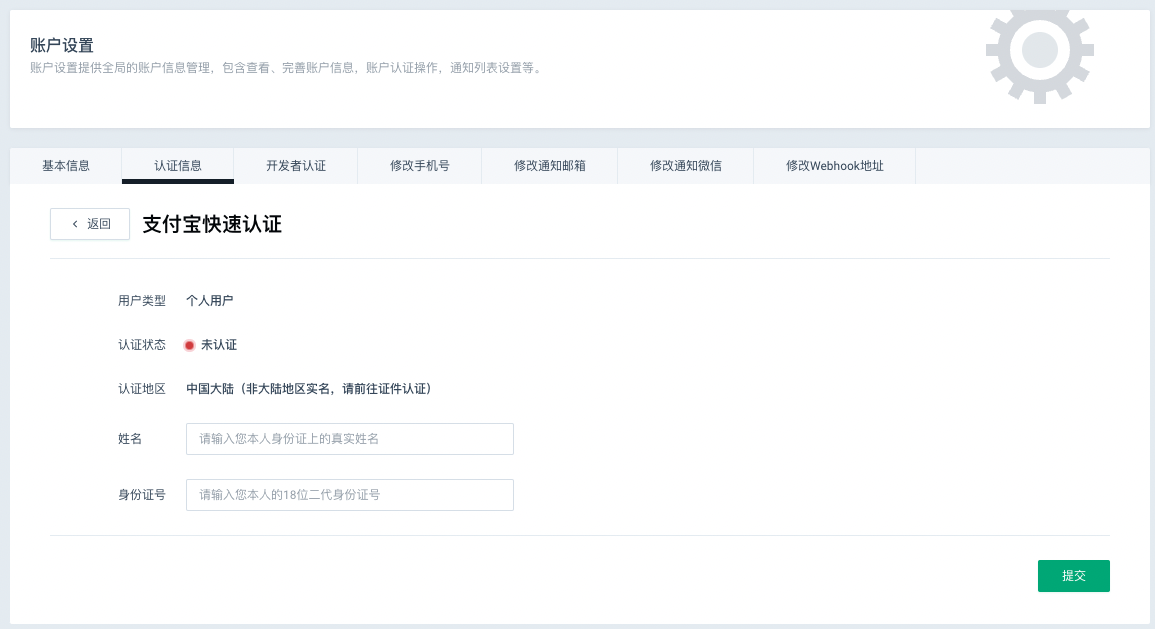 账户设置
账户设置提供全局的账户信息管理，包含查看、完善账户信息，账户认证操作，通知列表设置等。
基本信息 认证信息 开发者认证 修改手机号 修改通知邮箱 修改通知微信 修改Webhook地址
返回 支付宝快速认证
用户类型 个人用户
认证状态 未认证
认证地区 中国大陆（非大陆地区实名，请前往证件认证）
姓名 请输入您本人身份证上的真实姓名
身份证号 请输入您本人的18位二代身份证号
提交